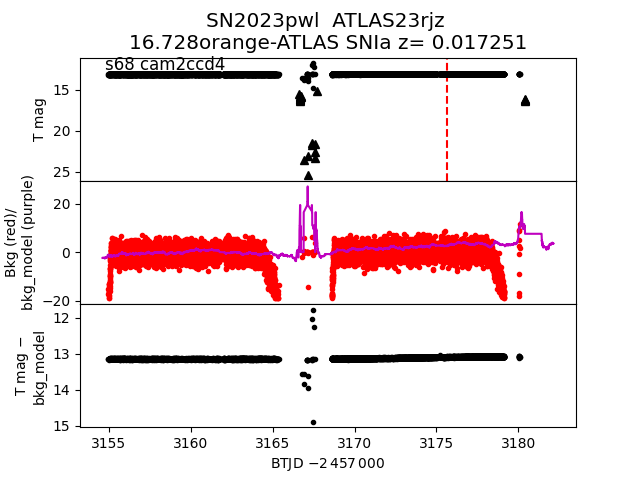 SN2023pwl ATLAS23rjz
16.728orange-ATLAS SNIa z= 0.017251
s68 cam2ccd4
T mag
15
20
25
Bkg (red)/
bkg_model (purple)
20
0
−20
T mag −
bkg_model
12
13
14
15
3155 3160 3165 3170 3175 3180
BTJD −2 457 000